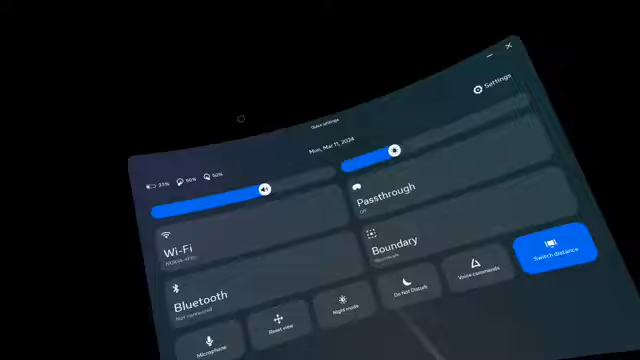 Quick settings
Settings
Mon, Mar 11, 2024
Passthrough
Off
Wi-Fi
Boundary
Bluetooth
Not connected
Switch distance
Voice commands
Do Not Disturb
Night mode
Reset view
Microphone